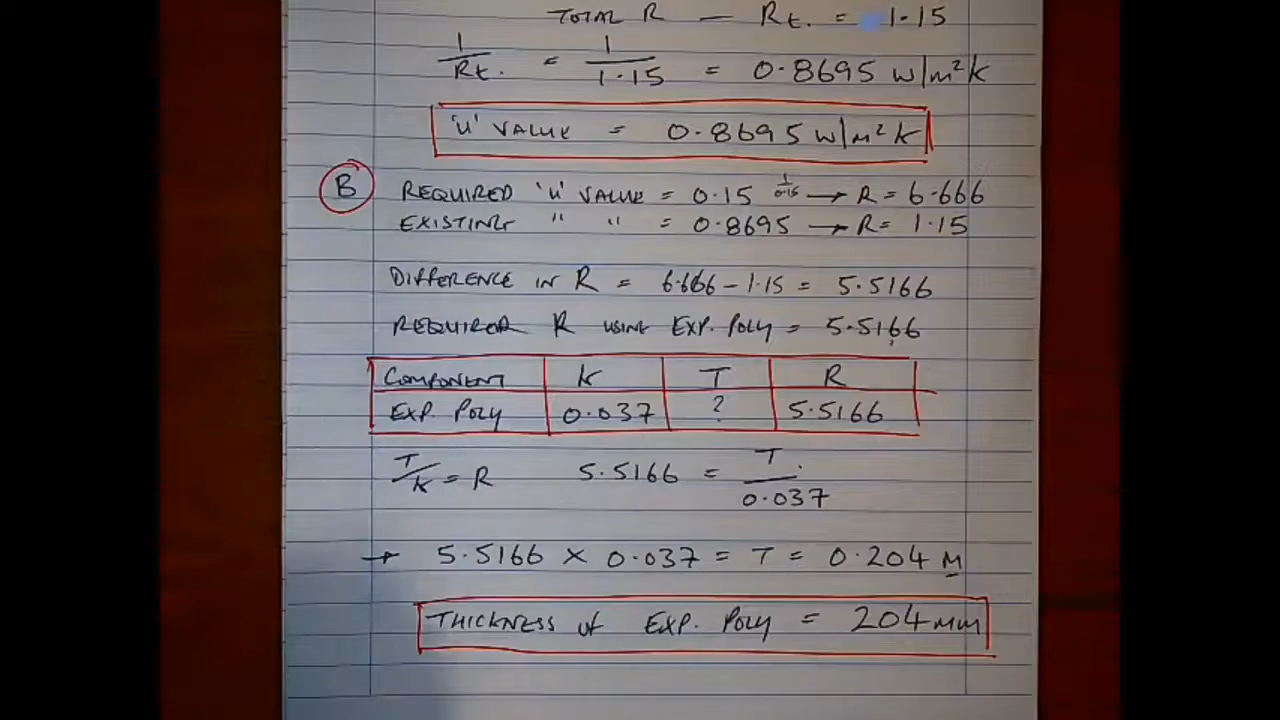 TOTAL R — Rt. = 1.15
1/Rt. = 1/1.15 = 0.8695 W/m²K
'U' VALUE = 0.8695 W/m²K
B REQUIRED 'U' VALUE = 0.15 1/0.15 → R = 6.666
EXISTING " " = 0.8695 → R = 1.15
DIFFERENCE IN R = 6.666 - 1.15 = 5.5166
REQUIRED R USING EXP. POLY = 5.5166
COMPONENT K T R
EXP. POLY 0.037 ? 5.5166
T/K = R 5.5166 = T/0.037
→ 5.5166 × 0.037 = T = 0.204 M
THICKNESS of EXP. POLY = 204mm